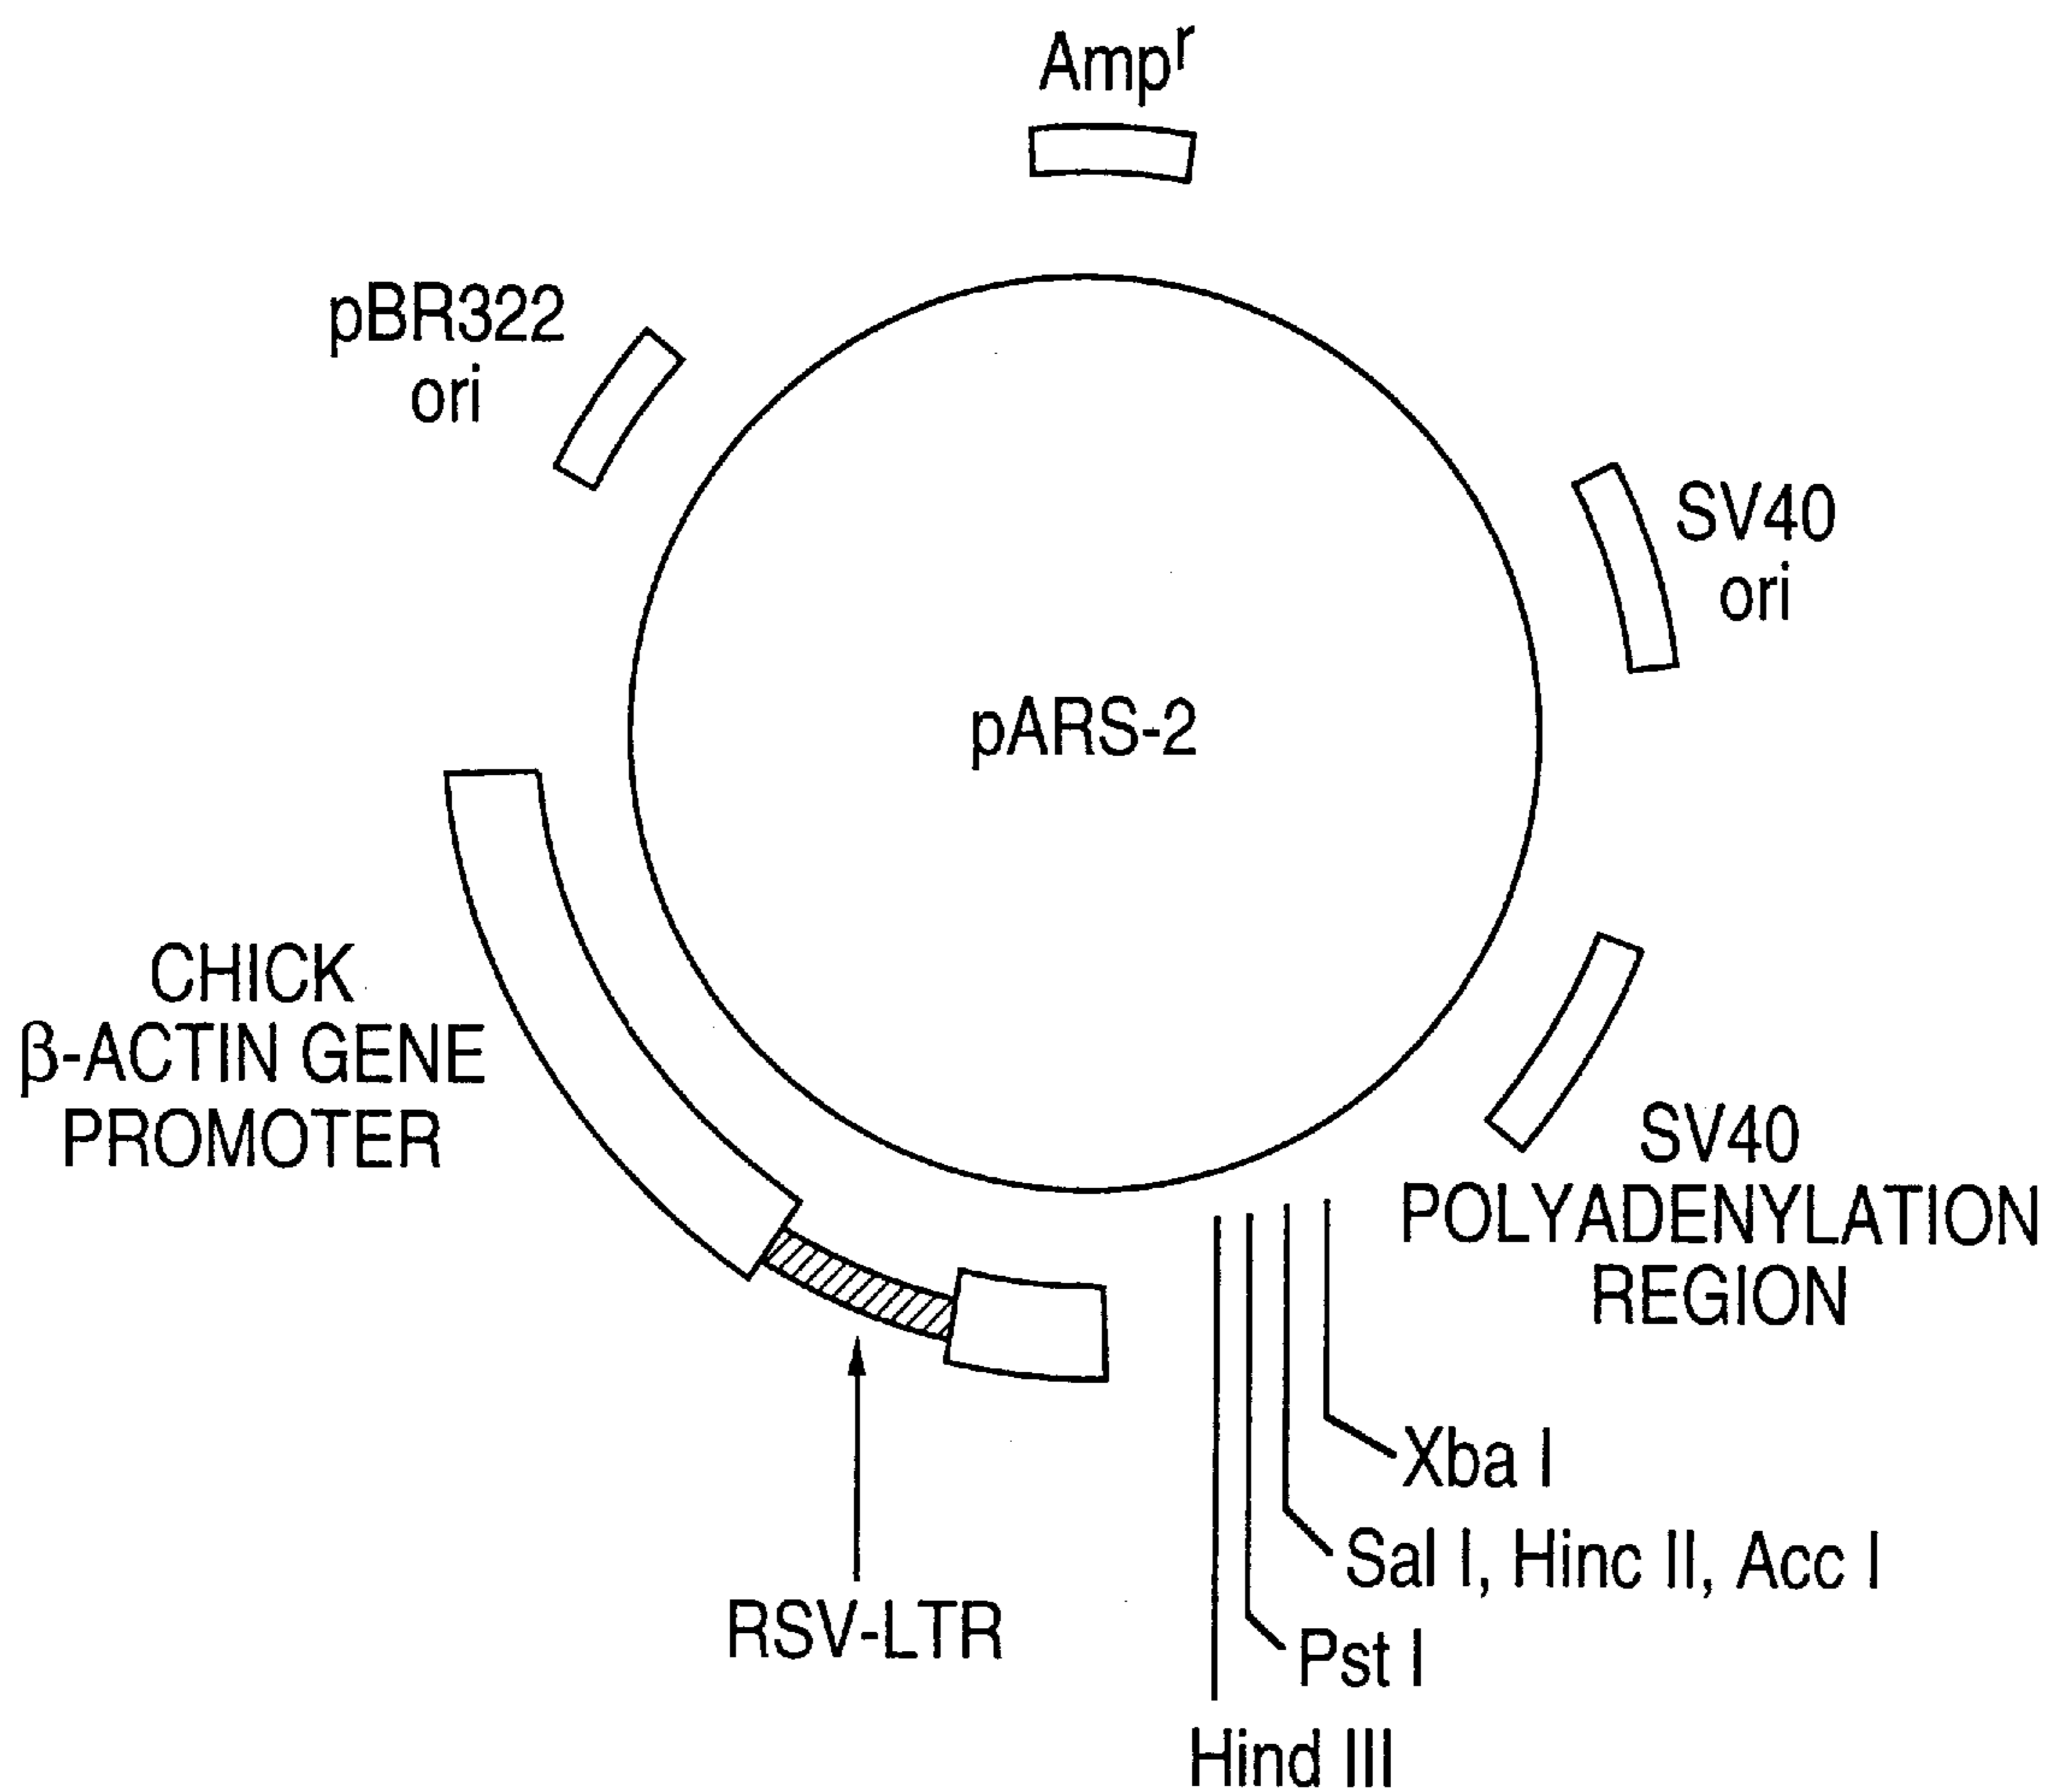 Ampʳ
pBR322
ori
SV40
ori
pARS-2
CHICK
β-ACTIN GENE
PROMOTER
SV40
POLYADENYLATION
REGION
Xba I
Sal I, Hinc II, Acc I
RSV-LTR
Pst I
Hind III